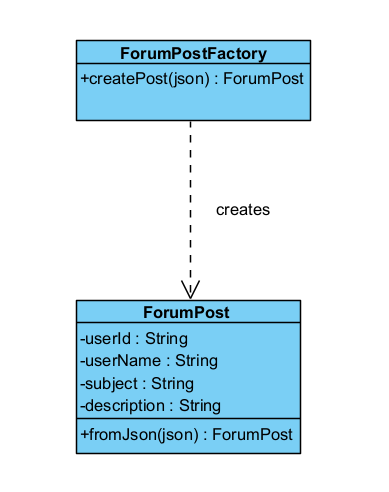 ForumPostFactory
+createPost(json) : ForumPost
creates
ForumPost
-userId : String
-userName : String
-subject : String
-description : String
+fromJson(json) : ForumPost